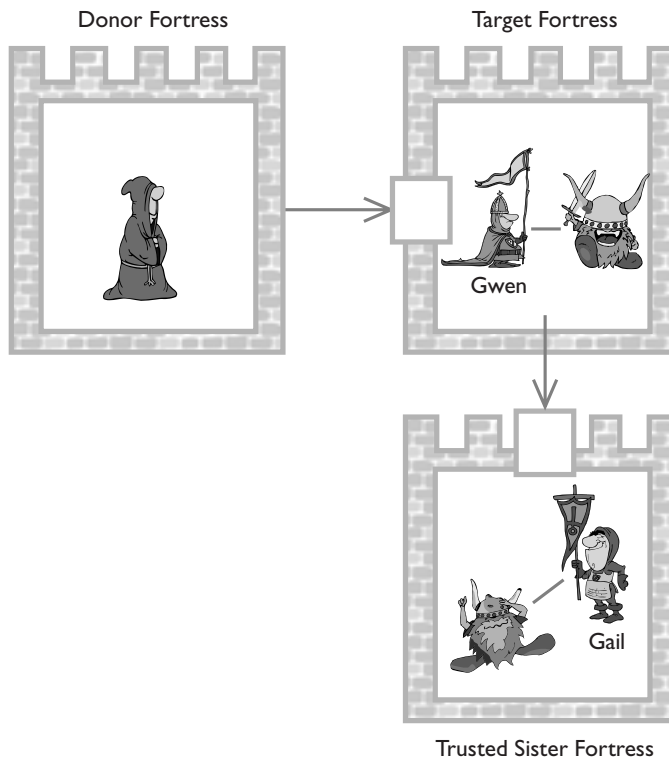 Donor Fortress
Target Fortress
Gwen
Gail
Trusted Sister Fortress